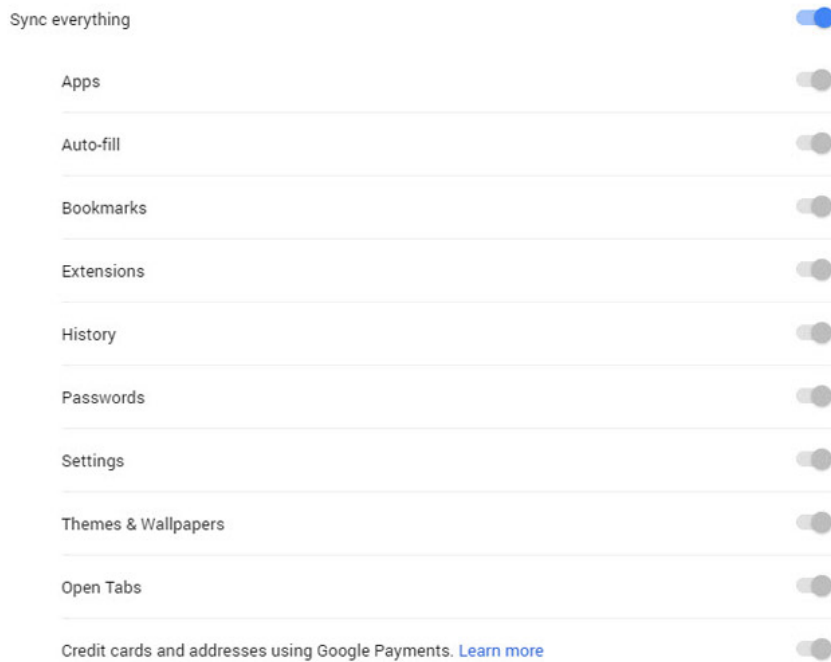 Sync everything
Apps
Auto-fill
Bookmarks
Extensions
History
Passwords
Settings
Themes & Wallpapers
Open Tabs
Credit cards and addresses using Google Payments. Learn more